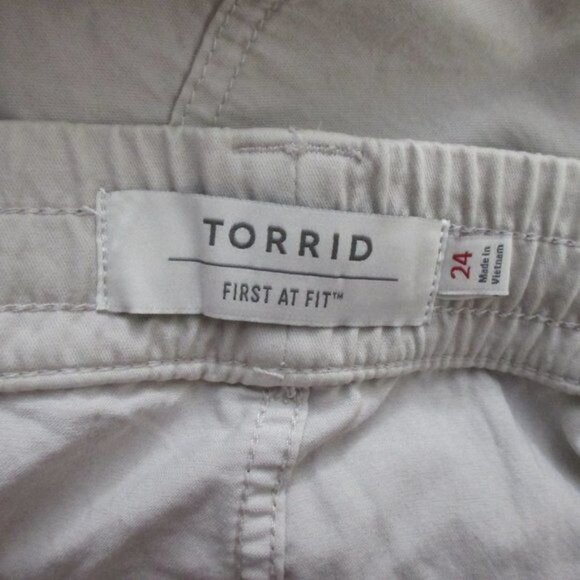 TORRID
FIRST AT FIT™
24
Made in
Vietnam